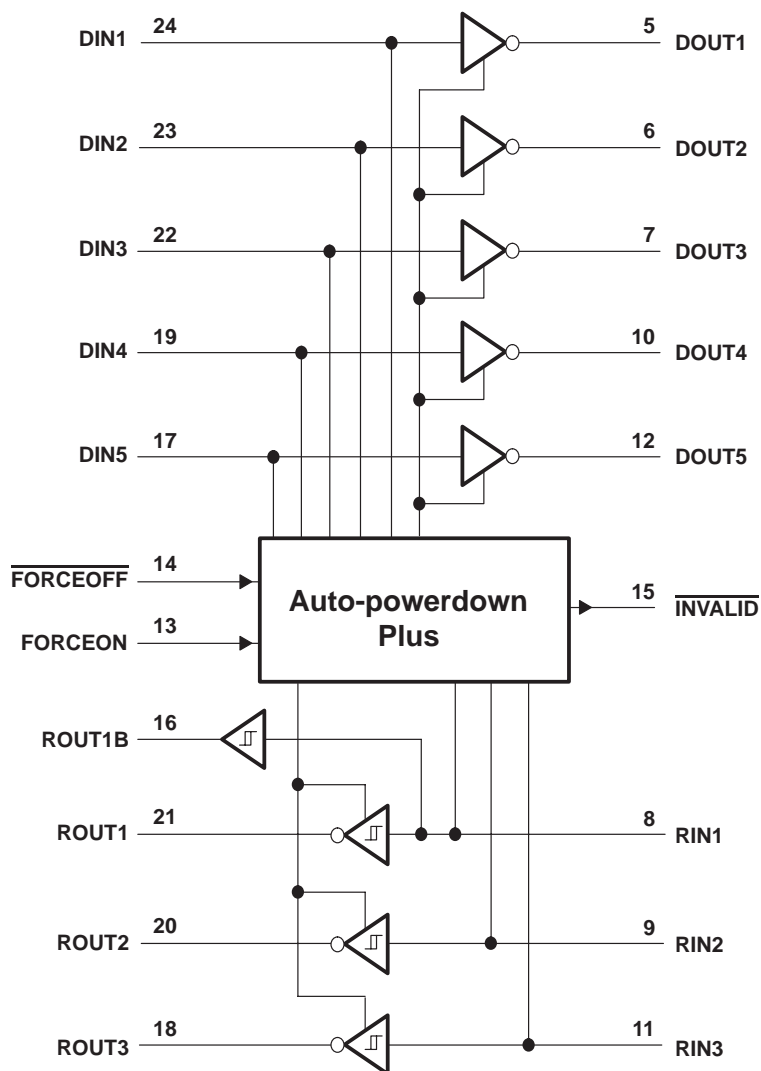 DIN1 24 5 DOUT1
DIN2 23 6 DOUT2
DIN3 22 7 DOUT3
DIN4 19 10 DOUT4
DIN5 17 12 DOUT5
FORCEOFF 14
Auto-powerdown
Plus
15 INVALID
FORCEON 13
ROUT1B 16
ROUT1 21 8 RIN1
ROUT2 20 9 RIN2
ROUT3 18 11 RIN3